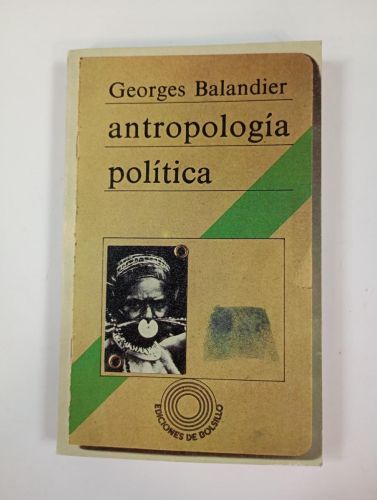 Georges Balandier
antropología
política
EDICIONES DE BOLSILLO